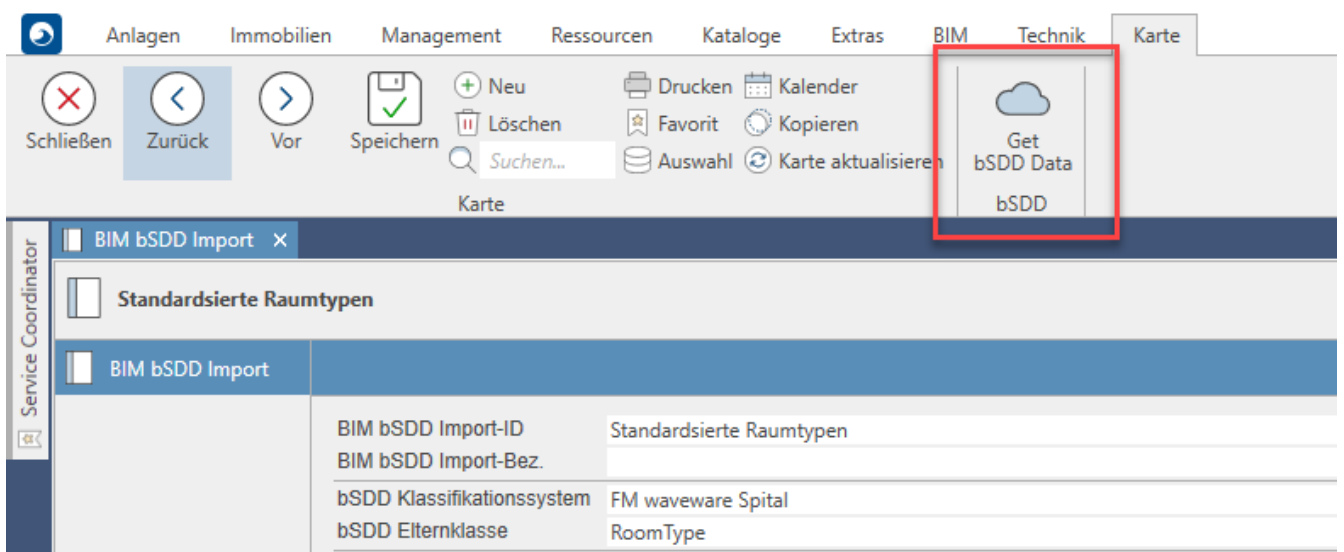 Anlagen Immobilien Management Ressourcen Kataloge Extras BIM Technik Karte
Schließen
Zurück
Vor
Speichern
Neu
Löschen
Suchen...
Drucken
Favorit
Auswahl
Kalender
Kopieren
Karte aktualisieren
Karte
Get
bSDD Data
bSDD
Service Coordinator
BIM bSDD Import
Standardsierte Raumtypen
BIM bSDD Import
BIM bSDD Import-ID Standardsierte Raumtypen
BIM bSDD Import-Bez.
bSDD Klassifikationssystem FM waveware Spital
bSDD Elternklasse RoomType